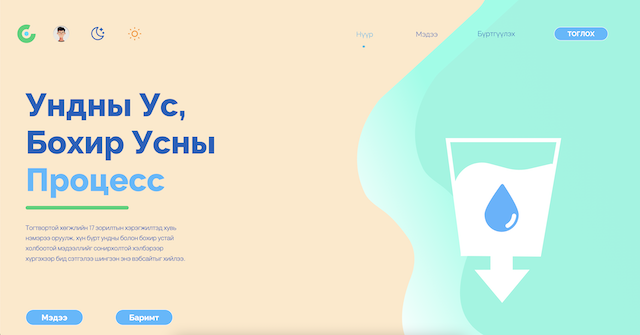 Нүүр
Мэдээ
Бүртгүүлэх
ТОГЛОХ
Ундны Ус,
Бохир Усны
Процесс
Тогтвортой хөгжлийн 17 зорилтын хэрэгжилтэд хувь
нэмэрээ оруулж, хүн бүрт ундны болон бохир устай
холбоотой мэдээллийг сонирхолтой хэлбэрээр
хүргэхээр бид сэтгэлээ шингээн энэ вэбсайтыг хийлээ.
Мэдээ
Баримт